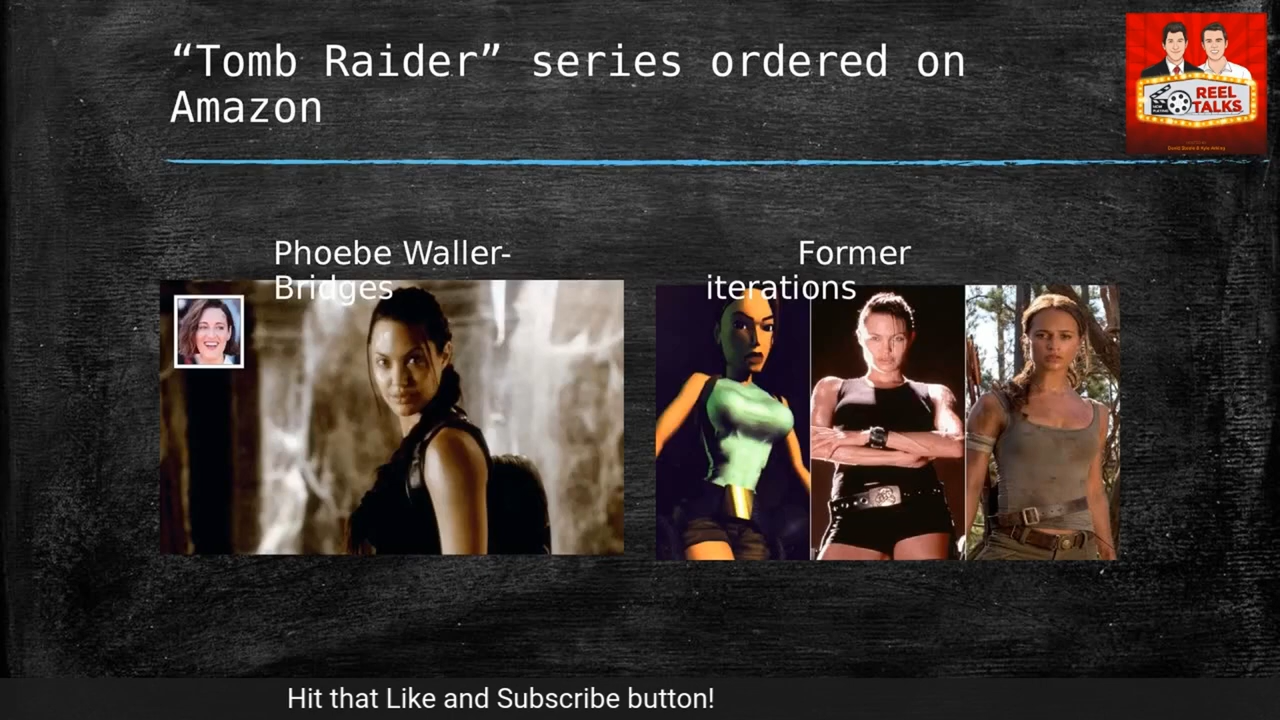 “Tomb Raider” series ordered on
Amazon
REEL
TALKS
Phoebe Waller-
Bridges
Former
iterations
Hit that Like and Subscribe button!